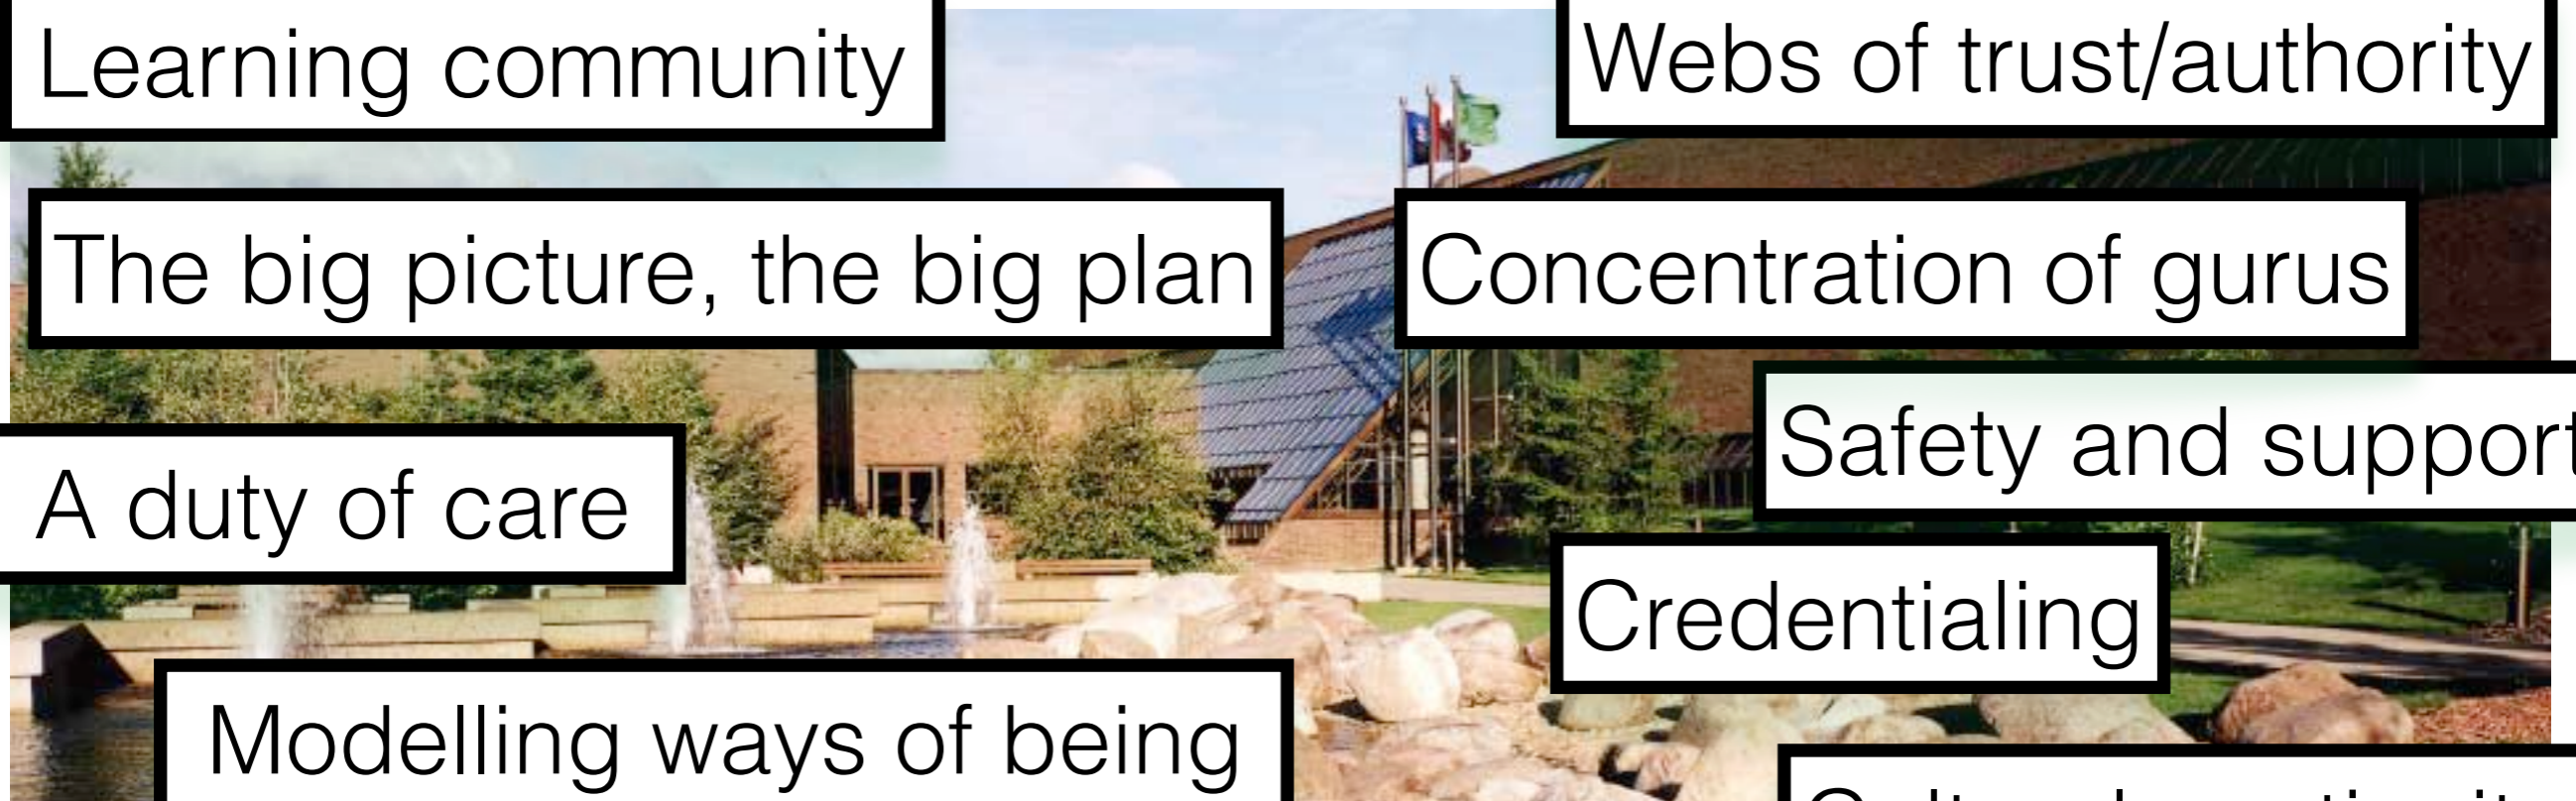 Learning community
Webs of trust/authority
The big picture, the big plan
Concentration of gurus
Safety and support
A duty of care
Credentialing
Modelling ways of being